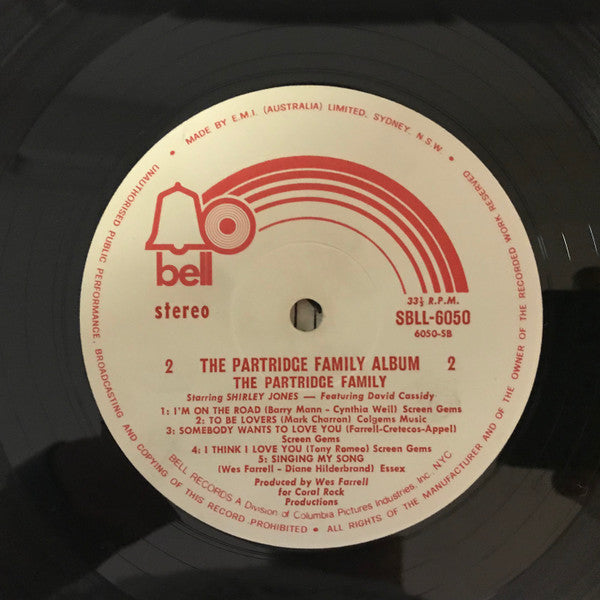 • MADE BY E.M.I. (AUSTRALIA) LIMITED, SYDNEY, N.S.W. •
bell
stereo
33⅓ R.P.M.
SBLL-6050
6050-SB
2 THE PARTRIDGE FAMILY ALBUM 2
THE PARTRIDGE FAMILY
Starring SHIRLEY JONES — Featuring David Cassidy
1: I'M ON THE ROAD (Barry Mann - Cynthia Weil) Screen Gems
2: TO BE LOVERS (Mark Charron) Colgems Music
3: SOMEBODY WANTS TO LOVE YOU (Farrell-Cretecos-Appel)
Screen Gems
4: I THINK I LOVE YOU (Tony Romeo) Screen Gems
5: SINGING MY SONG
(Wes Farrell - Diane Hilderbrand) Essex
Produced by Wes Farrell
for Coral Rock
Productions
BELL RECORDS A Division of Columbia Pictures Industries, Inc. NYC
UNAUTHORISED PUBLIC PERFORMANCE, BROADCASTING AND COPYING OF THIS RECORD PROHIBITED • ALL RIGHTS OF THE MANUFACTURER AND OF THE OWNER OF THE RECORDED WORK RESERVED